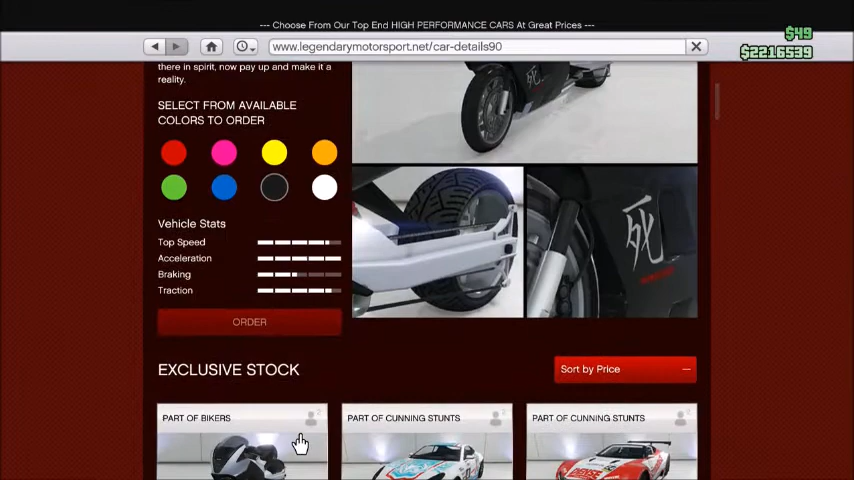 --- Choose From Our Top End HIGH PERFORMANCE CARS At Great Prices ---
$49
$2216539
www.legendarymotorsport.net/car-details90
there in spirit, now pay up and make it a
reality.
SELECT FROM AVAILABLE
COLORS TO ORDER
Vehicle Stats
Top Speed
Acceleration
Braking
Traction
ORDER
死
EXCLUSIVE STOCK
Sort by Price
PART OF BIKERS
2
PART OF CUNNING STUNTS
2
PART OF CUNNING STUNTS
2